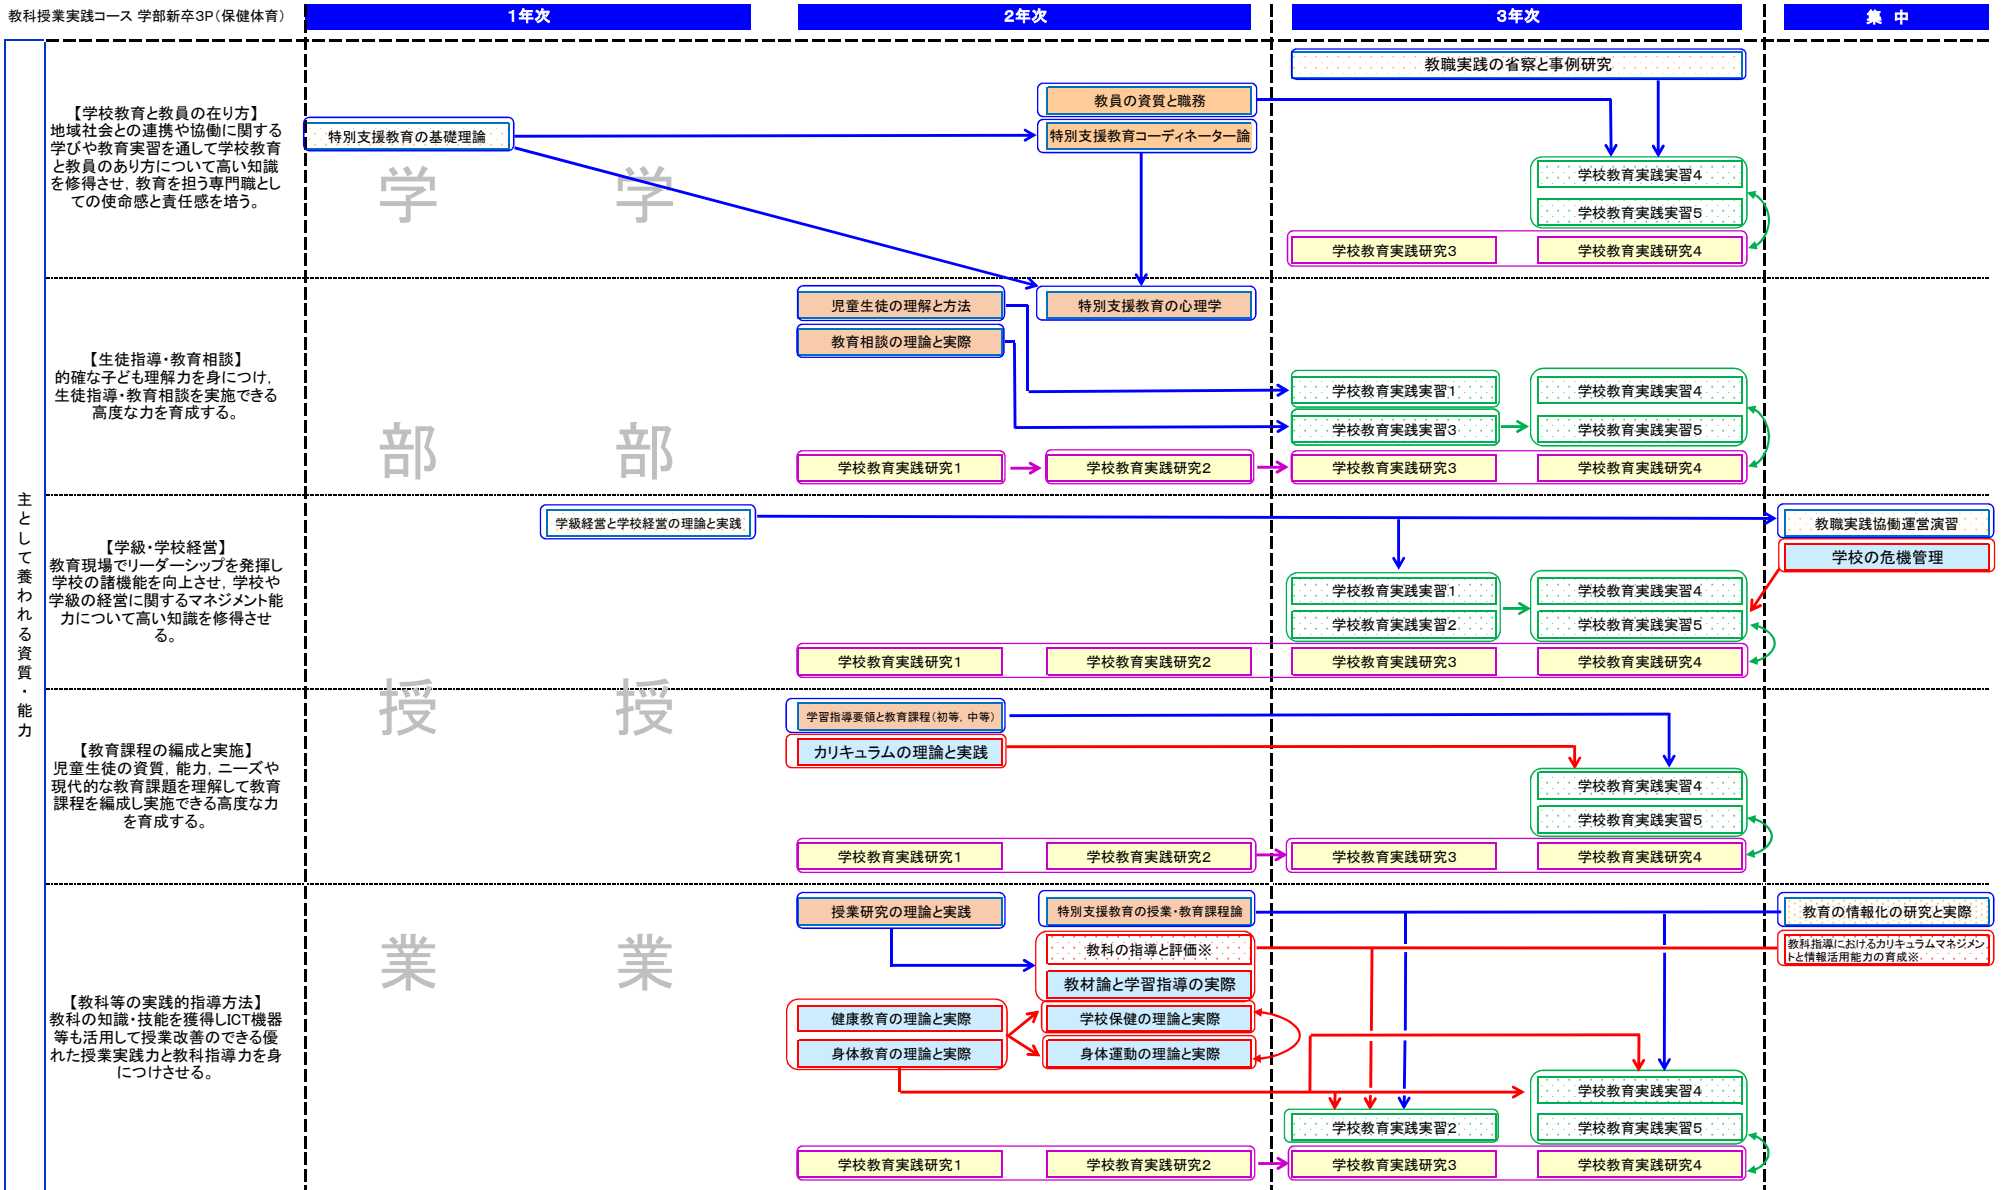 教科授業実践コース 学部新卒3P（保健体育）
1年次
2年次
3年次
集 中
主として養われる資質・能力
【学校教育と教員の在り方】
地域社会との連携や協働に関する
学びや教育実習を通して学校教育
と教員のあり方について高い知識
を修得させ，教育を担う専門職とし
ての使命感と責任感を培う。
特別支援教育の基礎理論
教員の資質と職務
特別支援教育コーディネーター論
教職実践の省察と事例研究
学校教育実践実習4
学校教育実践実習5
学校教育実践研究3
学校教育実践研究4
学
学
【生徒指導・教育相談】
的確な子ども理解力を身につけ，
生徒指導・教育相談を実施できる
高度な力を育成する。
児童生徒の理解と方法
特別支援教育の心理学
教育相談の理論と実際
学校教育実践実習1
学校教育実践実習4
学校教育実践実習3
学校教育実践実習5
学校教育実践研究1
学校教育実践研究2
学校教育実践研究3
学校教育実践研究4
部
部
【学級・学校経営】
教育現場でリーダーシップを発揮し
学校の諸機能を向上させ，学校や
学級の経営に関するマネジメント能
力について高い知識を修得させ
る。
学級経営と学校経営の理論と実践
教職実践協働運営演習
学校の危機管理
学校教育実践実習1
学校教育実践実習4
学校教育実践実習2
学校教育実践実習5
学校教育実践研究1
学校教育実践研究2
学校教育実践研究3
学校教育実践研究4
授
授
【教育課程の編成と実施】
児童生徒の資質，能力，ニーズや
現代的な教育課題を理解して教育
課程を編成し実施できる高度な力
を育成する。
学習指導要領と教育課程（初等，中等）
カリキュラムの理論と実践
学校教育実践実習4
学校教育実践実習5
学校教育実践研究1
学校教育実践研究2
学校教育実践研究3
学校教育実践研究4
業
業
【教科等の実践的指導方法】
教科の知識・技能を獲得しICT機器
等も活用して授業改善のできる優
れた授業実践力と教科指導力を身
につけさせる。
授業研究の理論と実践
特別支援教育の授業・教育課程論
教育の情報化の研究と実際
教科の指導と評価※
教科指導におけるカリキュラムマネジメン
トと情報活用能力の育成※
教材論と学習指導の実際
健康教育の理論と実際
学校保健の理論と実際
身体教育の理論と実際
身体運動の理論と実際
学校教育実践実習4
学校教育実践実習2
学校教育実践実習5
学校教育実践研究1
学校教育実践研究2
学校教育実践研究3
学校教育実践研究4